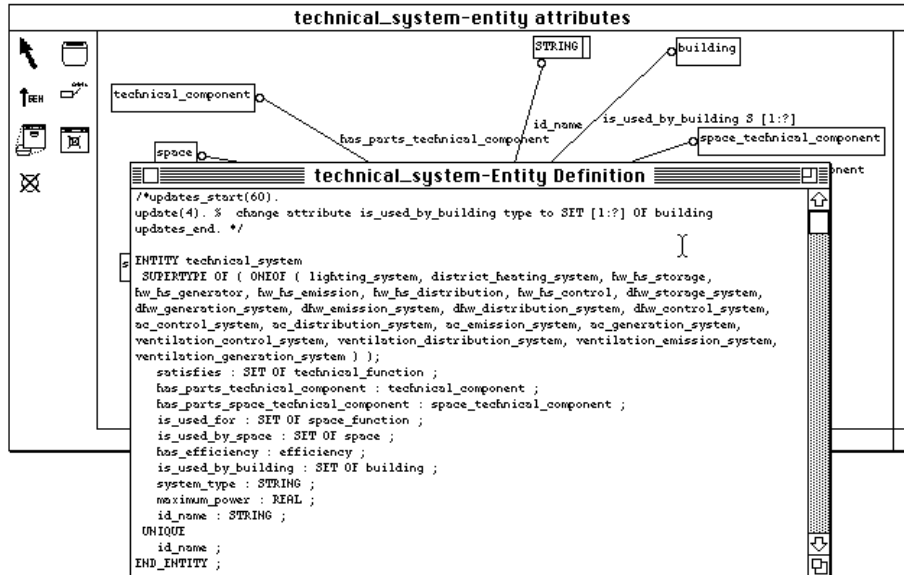 technical_system-entity attributes
STRING
building
technical_component
GEN
id_name
is_used_by_building S [1:?]
has_parts_technical_component
space_technical_component
space
onent
technical_system-Entity Definition
/*updates_start(60).
update(4). % change attribute is_used_by_building type to SET [1:?] OF building
updates_end. */
s
ENTITY technical_system
SUPERTYPE OF ( ONEOF ( lighting_system, district_heating_system, hw_hs_storage,
hw_hs_generator, hw_hs_emission, hw_hs_distribution, hw_hs_control, dhw_storage_system,
dhw_generation_system, dhw_emission_system, dhw_distribution_system, dhw_control_system,
ac_control_system, ac_distribution_system, ac_emission_system, ac_generation_system,
ventilation_control_system, ventilation_distribution_system, ventilation_emission_system,
ventilation_generation_system ) );
satisfies : SET OF technical_function ;
has_parts_technical_component : technical_component ;
has_parts_space_technical_component : space_technical_component ;
is_used_for : SET OF space_function ;
is_used_by_space : SET OF space ;
has_efficiency : efficiency ;
is_used_by_building : SET OF building ;
system_type : STRING ;
maximum_power : REAL ;
id_name : STRING ;
UNIQUE
id_name ;
END_ENTITY ;